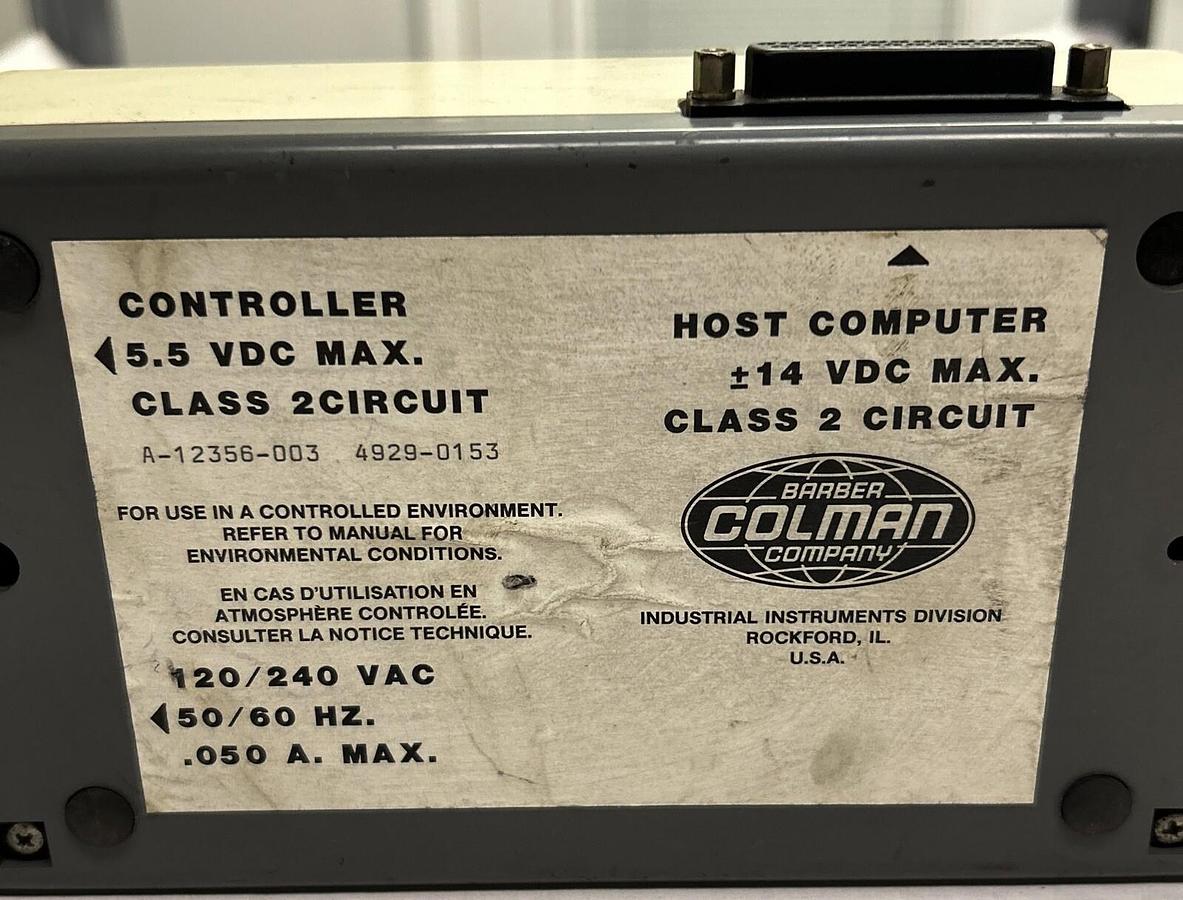 CONTROLLER
5.5 VDC MAX.
CLASS 2CIRCUIT
A-12356-003 4929-0153
FOR USE IN A CONTROLLED ENVIRONMENT.
REFER TO MANUAL FOR
ENVIRONMENTAL CONDITIONS.
EN CAS D'UTILISATION EN
ATMOSPHÈRE CONTROLÉE.
CONSULTER LA NOTICE TECHNIQUE.
120/240 VAC
50/60 HZ.
.050 A. MAX.
HOST COMPUTER
±14 VDC MAX.
CLASS 2 CIRCUIT
BARBER
COLMAN
COMPANY
INDUSTRIAL INSTRUMENTS DIVISION
ROCKFORD, IL.
U.S.A.